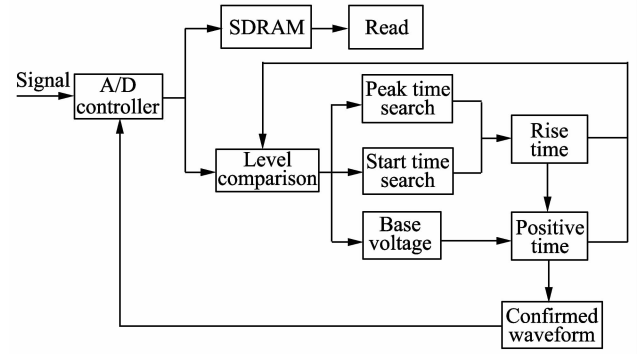 SDRAM
Read
Signal
A/D
controller
Peak time
search
Level
comparison
Start time
search
Rise
time
Base
voltage
Positive
time
Confirmed
waveform